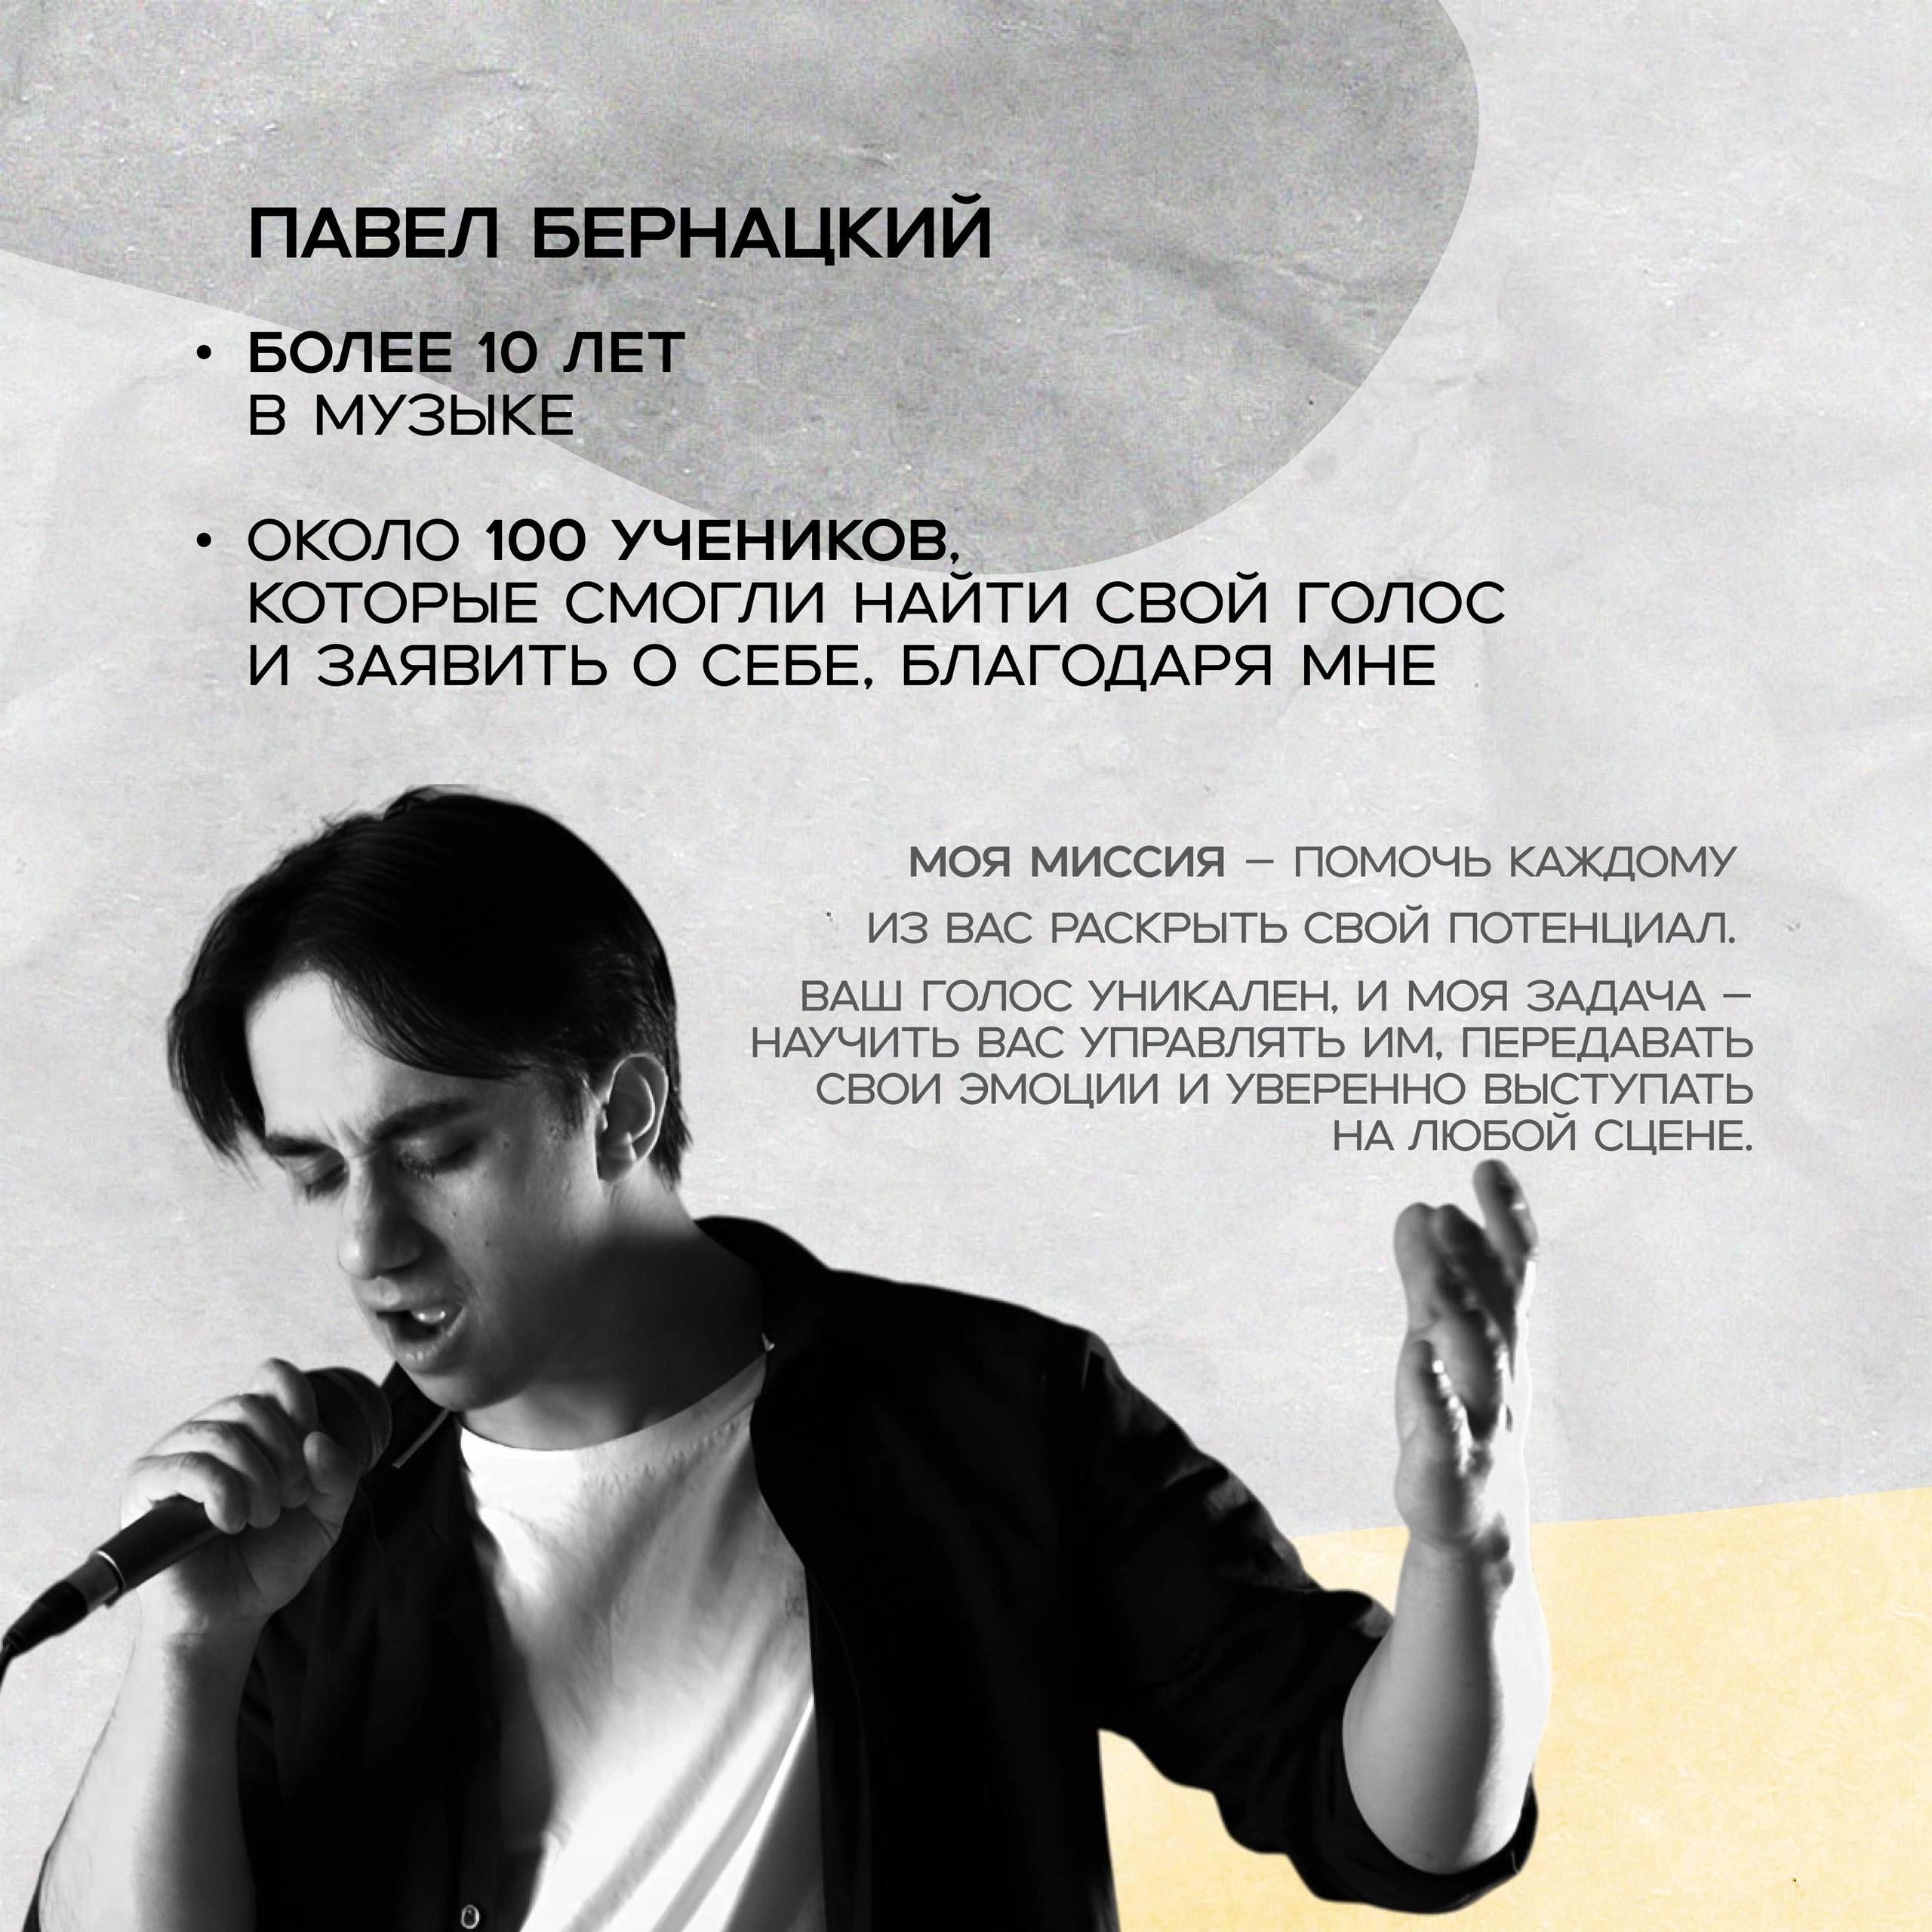 ПАВЕЛ БЕРНАЦКИЙ
• БОЛЕЕ 10 ЛЕТ
В МУЗЫКЕ
• ОКОЛО 100 УЧЕНИКОВ,
КОТОРЫЕ СМОГЛИ НАЙТИ СВОЙ ГОЛОС
И ЗАЯВИТЬ О СЕБЕ, БЛАГОДАРЯ МНЕ
МОЯ МИССИЯ — ПОМОЧЬ КАЖДОМУ
ИЗ ВАС РАСКРЫТЬ СВОЙ ПОТЕНЦИАЛ.
ВАШ ГОЛОС УНИКАЛЕН, И МОЯ ЗАДАЧА —
НАУЧИТЬ ВАС УПРАВЛЯТЬ ИМ, ПЕРЕДАВАТЬ
СВОИ ЭМОЦИИ И УВЕРЕННО ВЫСТУПАТЬ
НА ЛЮБОЙ СЦЕНЕ.